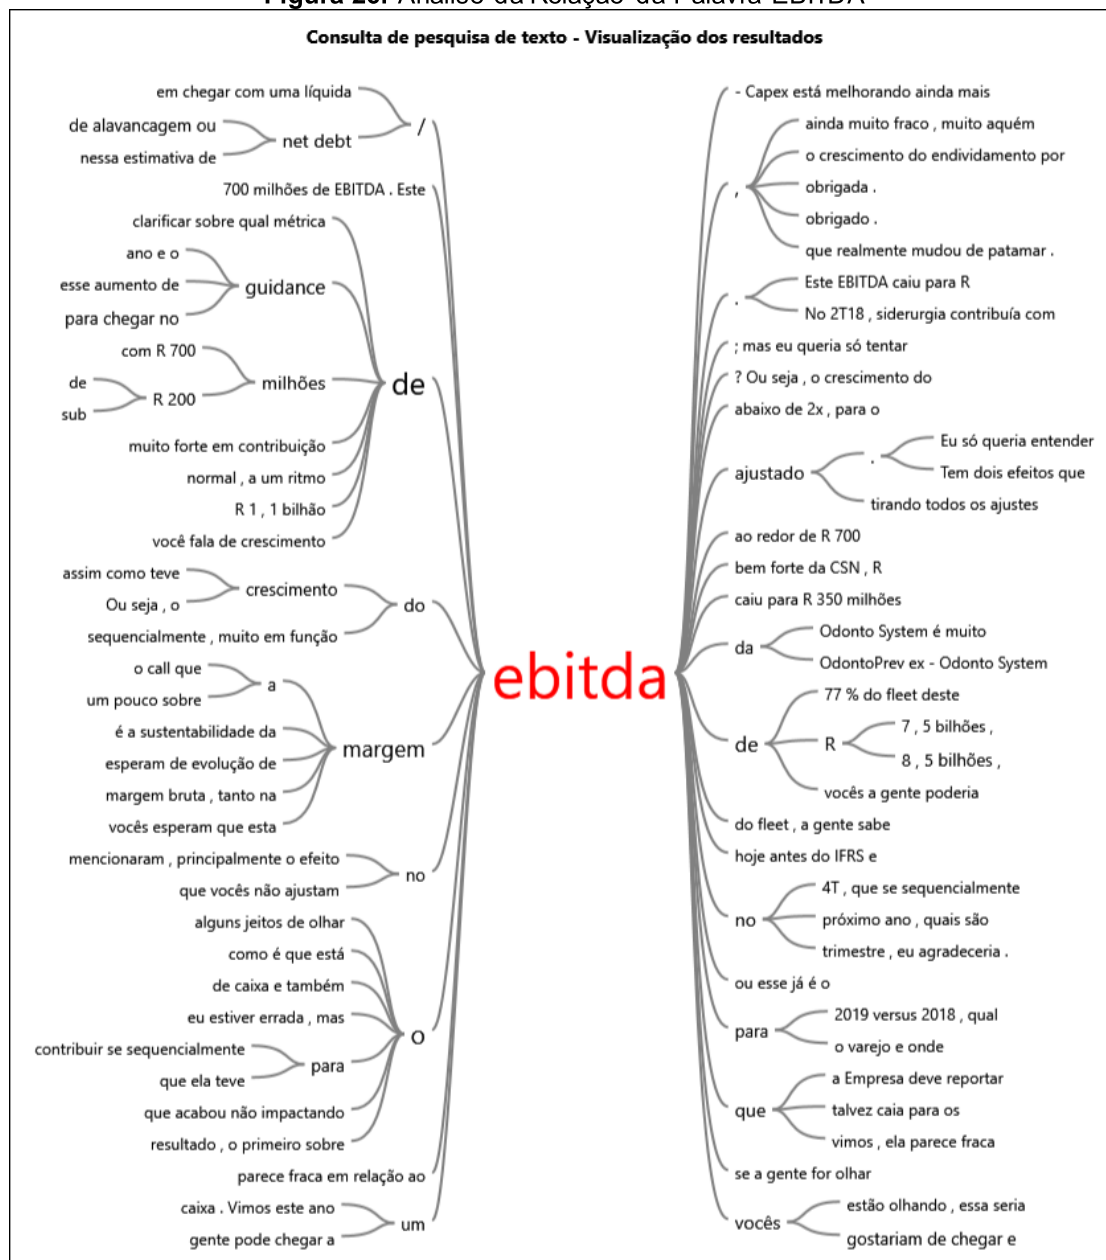 Figura 20. Análise da Relação da Palavra EBITDA
Consulta de pesquisa de texto - Visualização dos resultados
em chegar com uma líquida
de alavancagem ou
nessa estimativa de
net debt
/
700 milhões de EBITDA . Este
clarificar sobre qual métrica
ano e o
esse aumento de
para chegar no
guidance
com R 700
de
sub
R 200
milhões
muito forte em contribuição
normal , a um ritmo
R 1 , 1 bilhão
você fala de crescimento
de
assim como teve
Ou seja , o
crescimento
sequencialmente , muito em função
do
o call que
um pouco sobre
a
é a sustentabilidade da
esperam de evolução de
margem bruta , tanto na
vocês esperam que esta
margem
mencionaram , principalmente o efeito
que vocês não ajustam
no
alguns jeitos de olhar
como é que está
de caixa e também
eu estiver errada , mas
contribuir se sequencialmente
que ela teve
para
que acabou não impactando
resultado , o primeiro sobre
o
parece fraca em relação ao
caixa . Vimos este ano
gente pode chegar a
um
ebitda
- Capex está melhorando ainda mais
,
ainda muito fraco , muito aquém
o crescimento do endividamento por
obrigada .
obrigado .
que realmente mudou de patamar .
.
Este EBITDA caiu para R
No 2T18 , siderurgia contribuía com
; mas eu queria só tentar
? Ou seja , o crescimento do
abaixo de 2x , para o
ajustado
.
Eu só queria entender
Tem dois efeitos que
tirando todos os ajustes
ao redor de R 700
bem forte da CSN , R
caiu para R 350 milhões
da
Odonto System é muito
OdontoPrev ex - Odonto System
de
77 % do fleet deste
R
7 , 5 bilhões ,
8 , 5 bilhões ,
vocês a gente poderia
do fleet , a gente sabe
hoje antes do IFRS e
no
4T , que se sequencialmente
próximo ano , quais são
trimestre , eu agradeceria .
ou esse já é o
para
2019 versus 2018 , qual
o varejo e onde
que
a Empresa deve reportar
talvez caia para os
vimos , ela parece fraca
se a gente for olhar
vocês
estão olhando , essa seria
gostariam de chegar e